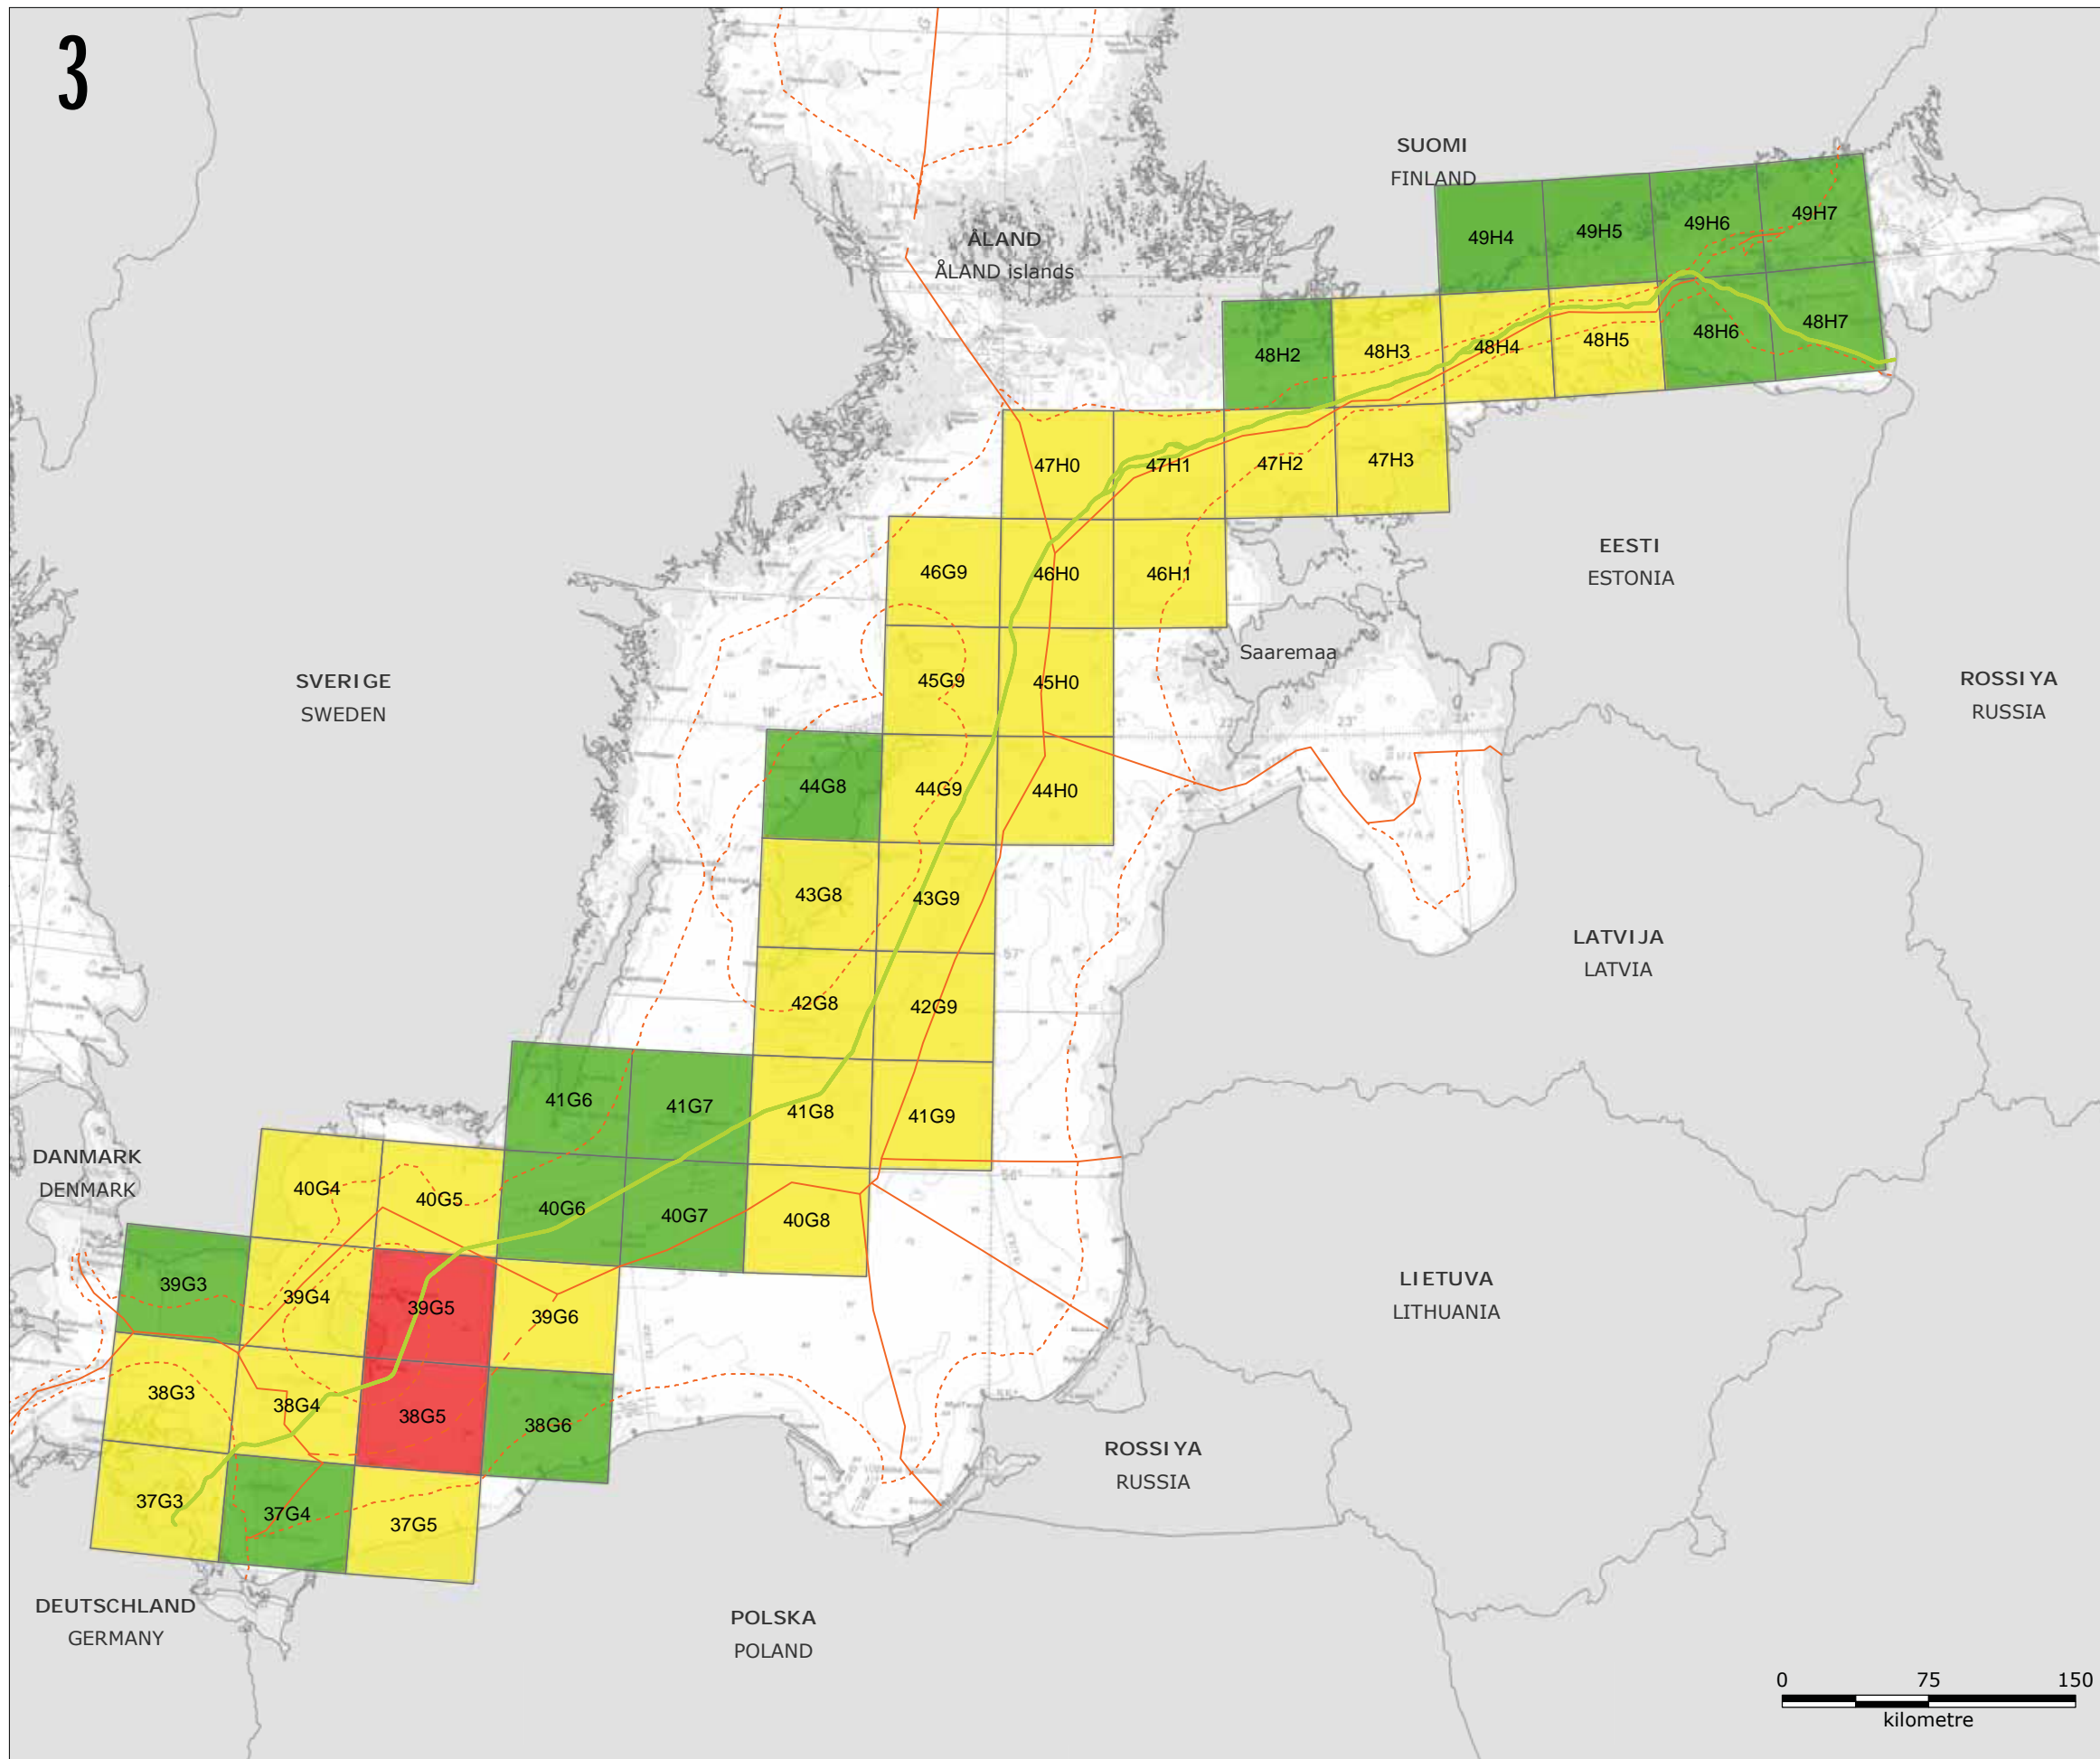 3
SUOMI
FINLAND
49H4
49H5
49H6
49H7
ÅLAND
ÅLAND islands
48H2
48H3
48H4
48H5
48H6
48H7
47H0
47H1
47H2
47H3
46G9
46H0
46H1
EESTI
ESTONIA
Saaremaa
45G9
45H0
SVERIGE
SWEDEN
ROSSIYA
RUSSIA
44G8
44G9
44H0
43G8
43G9
LATVIJA
LATVIA
42G8
42G9
41G6
41G7
41G8
41G9
DANMARK
DENMARK
40G4
40G5
40G6
40G7
40G8
39G3
39G4
39G5
39G6
LIETUVA
LITHUANIA
38G3
38G4
38G5
38G6
ROSSIYA
RUSSIA
37G3
37G4
37G5
DEUTSCHLAND
GERMANY
POLSKA
POLAND
0 75 150
kilometre